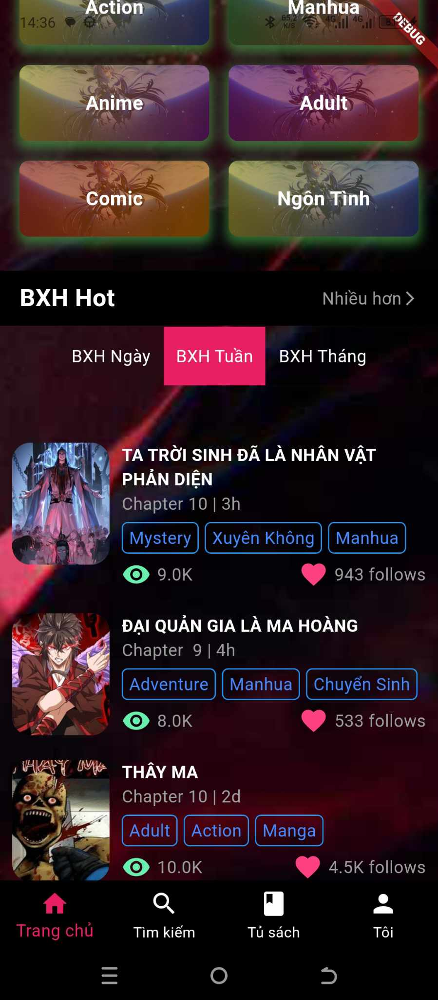 Action
Manhua
14:36
65.2
K/S
4G
4G
DEBUG
Anime
Adult
Comic
Ngôn Tình
BXH Hot
Nhiều hơn
BXH Ngày
BXH Tuần
BXH Tháng
TA TRỜI SINH ĐÃ LÀ NHÂN VẬT
PHẢN DIỆN
Chapter 10 | 3h
Mystery
Xuyên Không
Manhua
9.0K
943 follows
ĐẠI QUẢN GIA LÀ MA HOÀNG
Chapter  9 | 4h
Adventure
Manhua
Chuyển Sinh
8.0K
533 follows
THÂY MA
Chapter 10 | 2d
Adult
Action
Manga
10.0K
4.5K follows
Trang chủ
Tìm kiếm
Tủ sách
Tôi